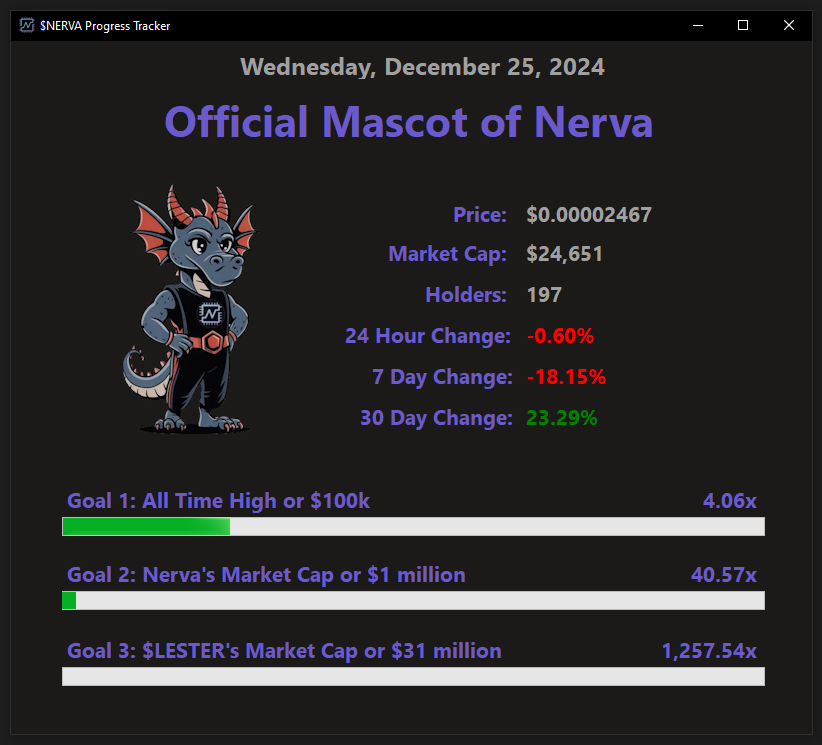 $NERVA Progress Tracker
Wednesday, December 25, 2024
Official Mascot of Nerva
Price: $0.00002467
Market Cap: $24,651
Holders: 197
24 Hour Change: -0.60%
7 Day Change: -18.15%
30 Day Change: 23.29%
Goal 1: All Time High or $100k 4.06x
Goal 2: Nerva's Market Cap or $1 million 40.57x
Goal 3: $LESTER's Market Cap or $31 million 1,257.54x